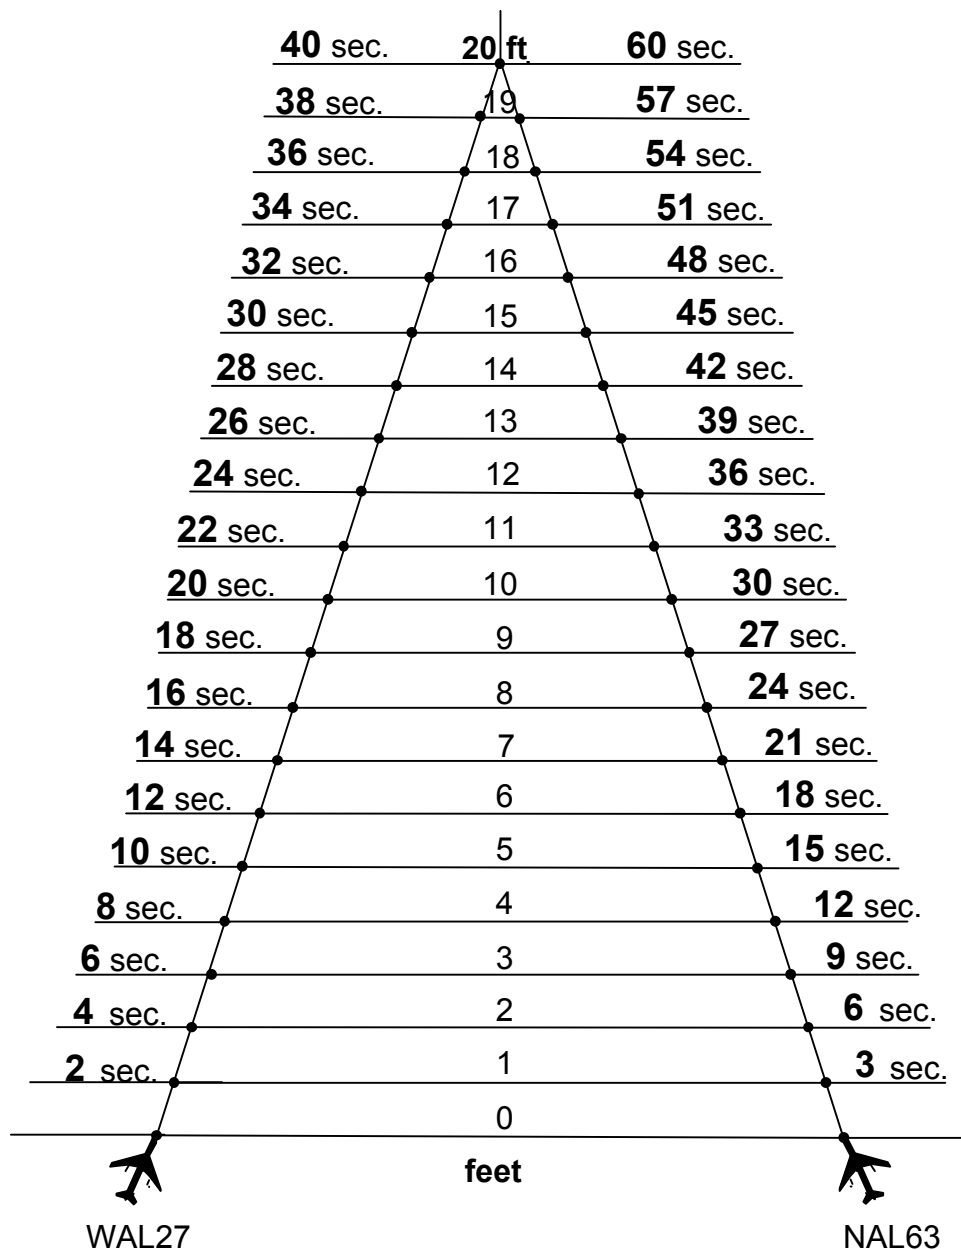 40 sec. 20 ft. 60 sec.
38 sec. 19 57 sec.
36 sec. 18 54 sec.
34 sec. 17 51 sec.
32 sec. 16 48 sec.
30 sec. 15 45 sec.
28 sec. 14 42 sec.
26 sec. 13 39 sec.
24 sec. 12 36 sec.
22 sec. 11 33 sec.
20 sec. 10 30 sec.
18 sec. 9 27 sec.
16 sec. 8 24 sec.
14 sec. 7 21 sec.
12 sec. 6 18 sec.
10 sec. 5 15 sec.
8 sec. 4 12 sec.
6 sec. 3 9 sec.
4 sec. 2 6 sec.
2 sec. 1 3 sec.
0
feet
WAL27 NAL63